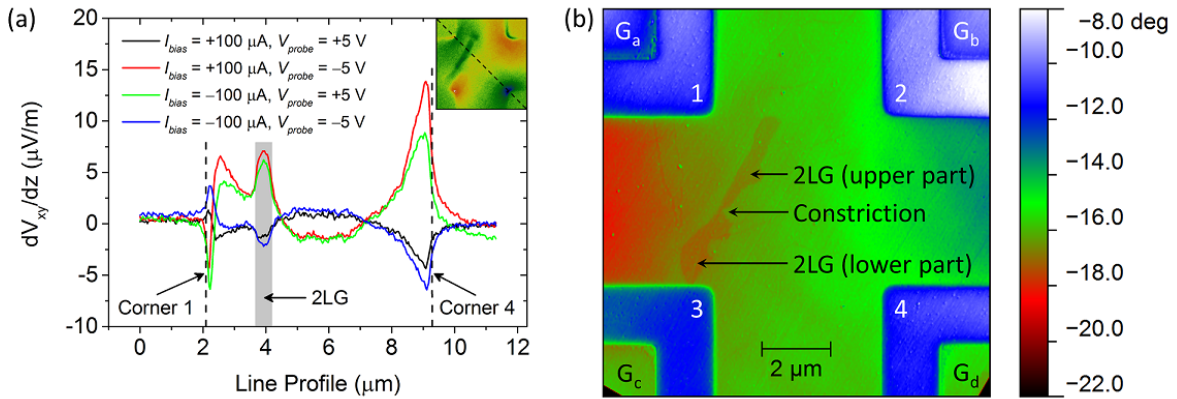 (a)
20
15
10
5
0
−5
−10
dV_xy/dz (μV/m)
I_bias = +100 μA, V_probe = +5 V
I_bias = +100 μA, V_probe = −5 V
I_bias = −100 μA, V_probe = +5 V
I_bias = −100 μA, V_probe = −5 V
Corner 1
2LG
Corner 4
0 2 4 6 8 10 12
Line Profile (μm)
(b)
G_a
G_b
1
2
2LG (upper part)
Constriction
2LG (lower part)
3
4
2 μm
G_c
G_d
−8.0 deg
−10.0
−12.0
−14.0
−16.0
−18.0
−20.0
−22.0